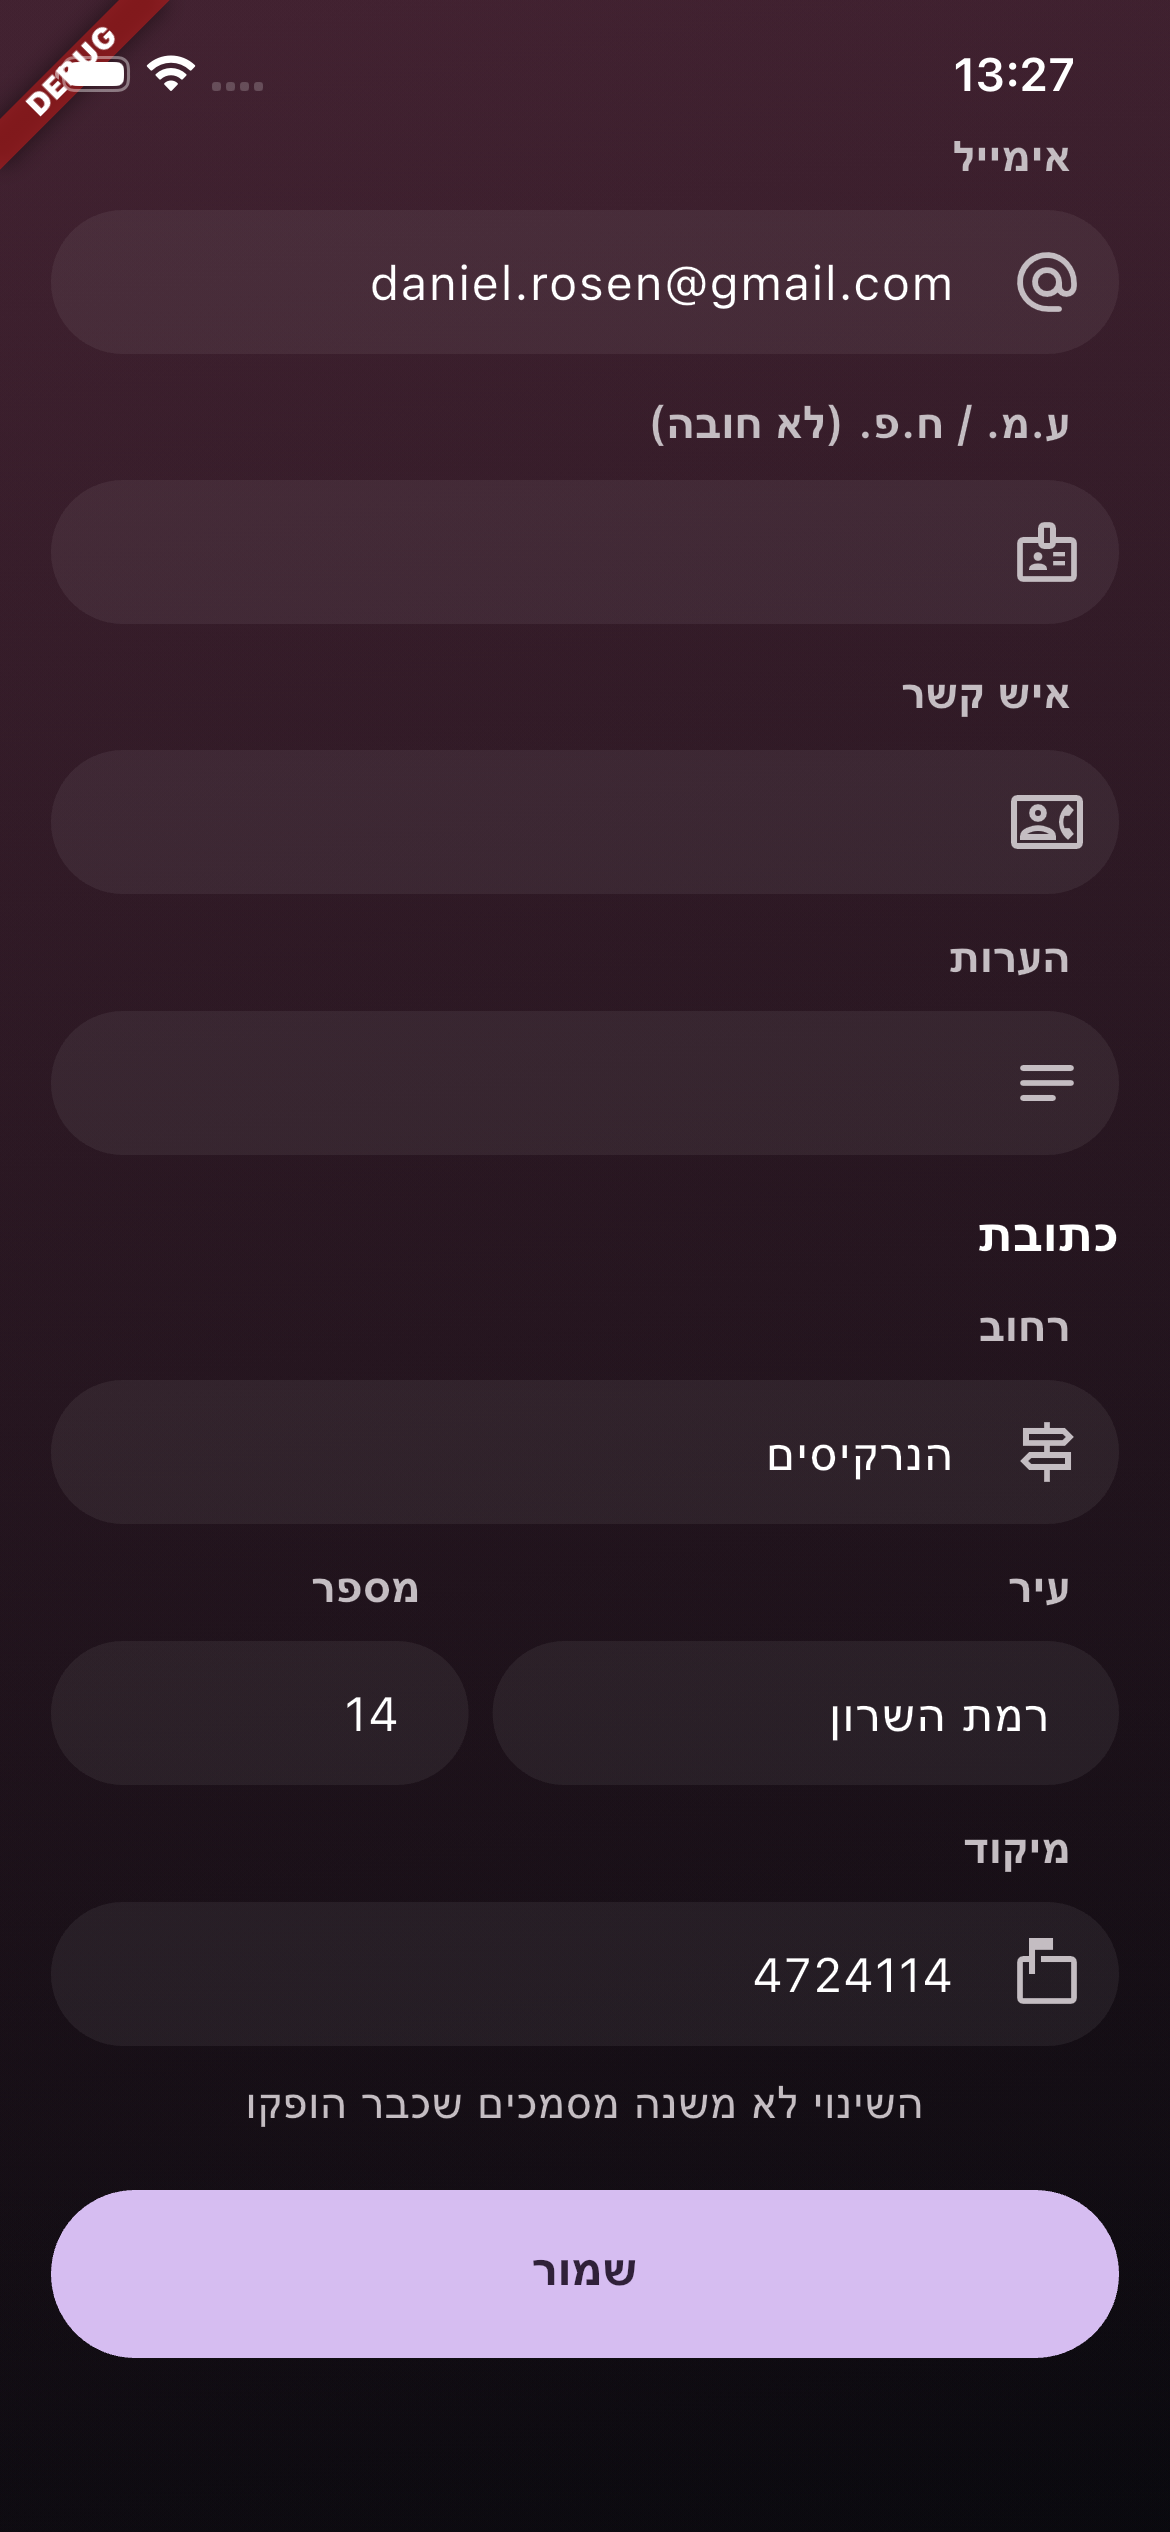 DEBUG
13:27
אימייל
daniel.rosen@gmail.com
ע.מ. / ח.פ. (לא חובה)
איש קשר
הערות
כתובת
רחוב
הנרקיסים
עיר מספר
רמת השרון 14
מיקוד
4724114
השינוי לא משנה מסמכים שכבר הופקו
שמור